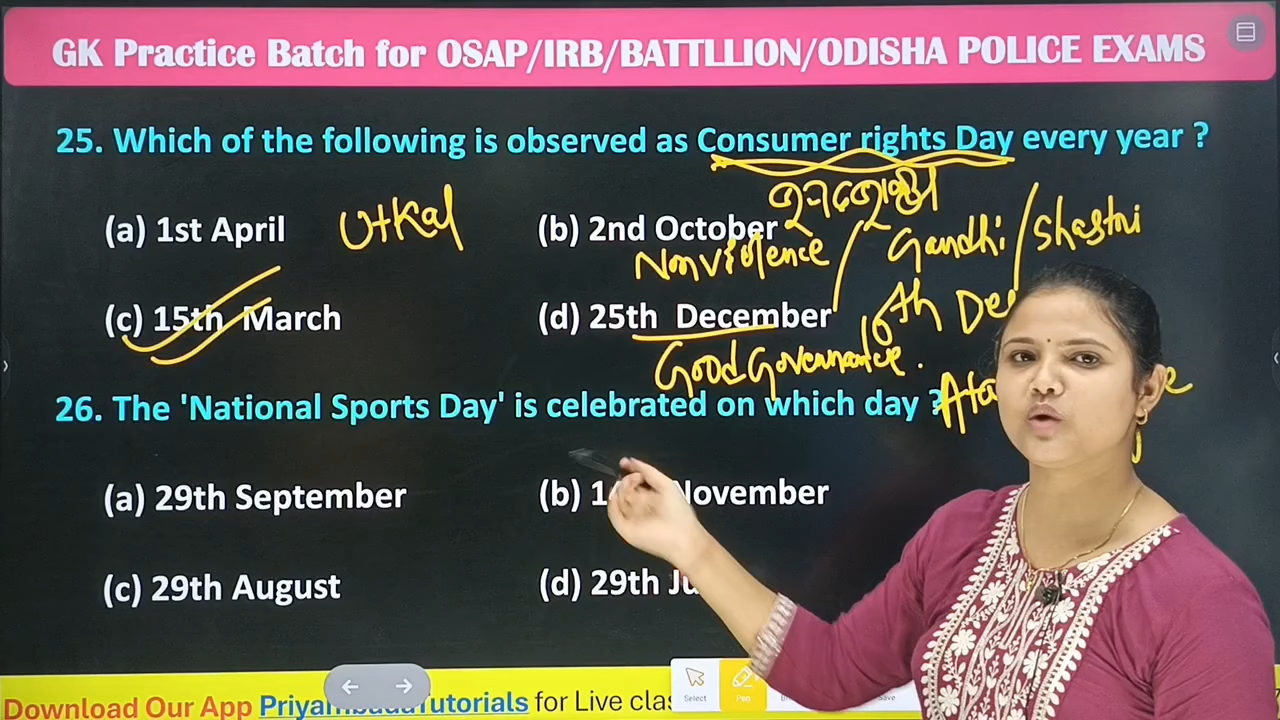 GK Practice Batch for OSAP/IRB/BATTLLION/ODISHA POLICE EXAMS
25. Which of the following is observed as Consumer rights Day every year ?
(a) 1st April
Utkal
(b) 2nd October
Nonviolence / Gandhi / Shastri
(c) 15th March
(d) 25th December
Good Governance.
26. The 'National Sports Day' is celebrated on which day ?
(a) 29th September
(b) November
(c) 29th August
(d) 29th
Download Our App Tutorials for Live
Select
Pen